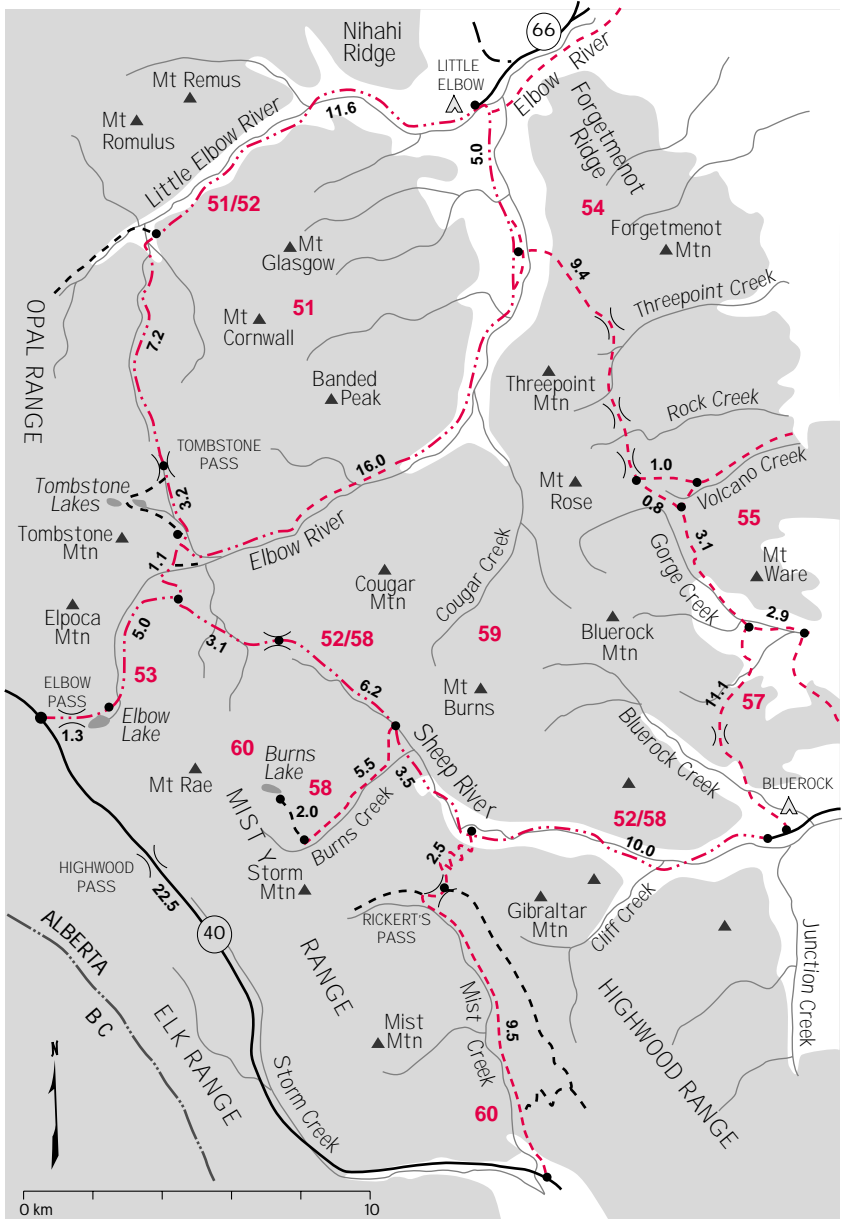 Nihahi
Ridge
66
LITTLE
ELBOW
Elbow River
Mt Remus
Mt
Romulus
Little Elbow River
11.6
5.0
Forgetmenot
Ridge
51/52
54
Mt
Glasgow
Forgetmenot
Mtn
9.4
Threepoint Creek
OPAL RANGE
7.2
51
Mt
Cornwall
Banded
Peak
Threepoint
Mtn
Rock Creek
TOMBSTONE
PASS
16.0
1.0
Volcano Creek
Tombstone
Lakes
3.2
Mt
Rose
0.8
55
Tombstone
Mtn
Elbow River
3.1
Gorge Creek
Mt
Ware
1.1
Cougar
Mtn
Cougar Creek
2.9
Elpoca
Mtn
5.0
3.1
52/58
59
Bluerock
Mtn
ELBOW
PASS
53
6.2
Mt
Burns
11.1
57
1.3
Elbow
Lake
Sheep River
Bluerock Creek
60
Burns
Lake
Mt Rae
58
5.5
3.5
BLUEROCK
2.0
52/58
MISTY
Burns Creek
10.0
HIGHWOOD
PASS
22.5
Storm
Mtn
2.5
Gibraltar
Mtn
Cliff Creek
RICKERT'S
PASS
40
ALBERTA
BC
RANGE
Junction Creek
Mist
Creek
9.5
Mist
Mtn
ELK RANGE
HIGHWOOD RANGE
N
Storm Creek
60
0 km
10